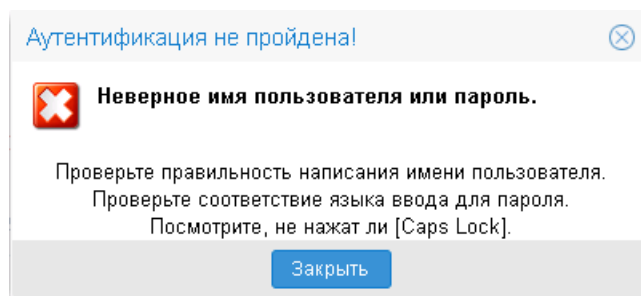 Аутентификация не пройдена!
Неверное имя пользователя или пароль.
Проверьте правильность написания имени пользователя.
Проверьте соответствие языка ввода для пароля.
Посмотрите, не нажат ли [Caps Lock].
Закрыть